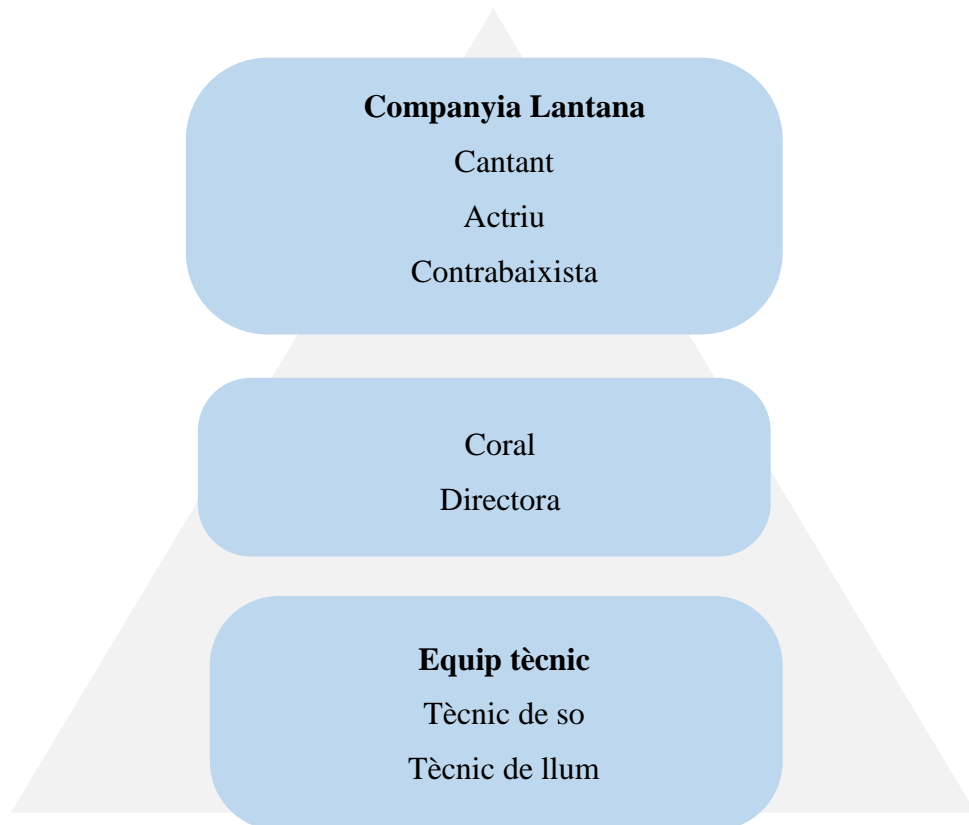 Companyia Lantana
Cantant
Actriu
Contrabaixista
Coral
Directora
Equip tècnic
Tècnic de so
Tècnic de llum